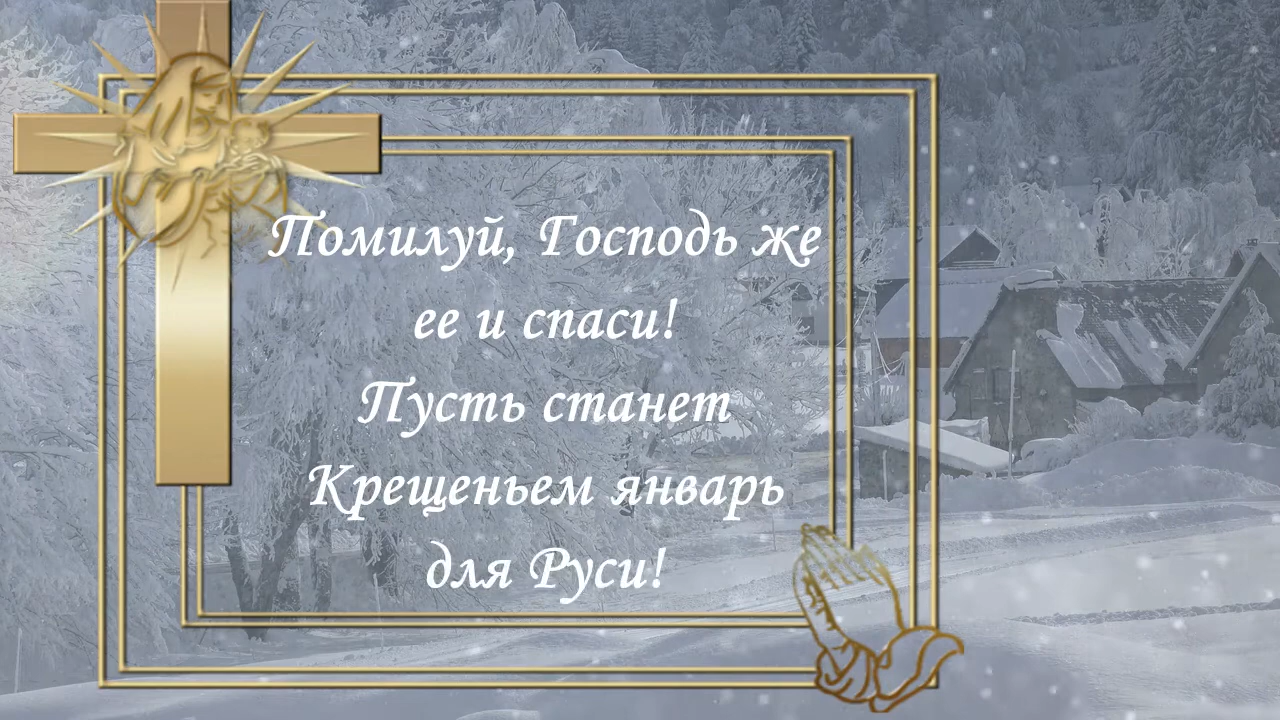 Помилуй, Господь же
ее и спаси!
Пусть станет
Крещеньем январь
для Руси!